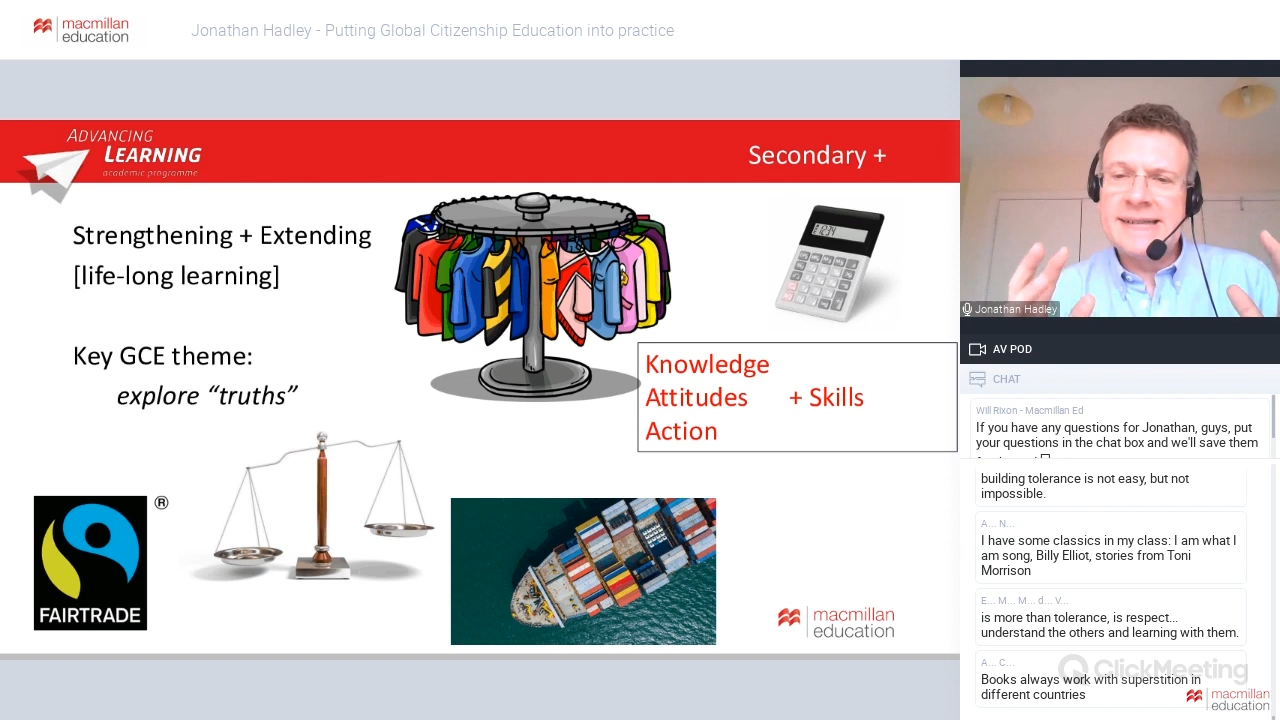 macmillan
education
Jonathan Hadley - Putting Global Citizenship Education into practice
ADVANCING
LEARNING
academic programme
Secondary +
Strengthening + Extending
[life-long learning]
Key GCE theme:
explore “truths”
Knowledge
Attitudes + Skills
Action
®
FAIRTRADE
macmillan
education
Jonathan Hadley
AV POD
CHAT
Will Rixon - Macmillan Ed
If you have any questions for Jonathan, guys, put
your questions in the chat box and we'll save them
building tolerance is not easy, but not
impossible.
A... N...
I have some classics in my class: I am what I
am song, Billy Elliot, stories from Toni
Morrison
E... M... M... d... V...
is more than tolerance, is respect...
understand the others and learning with them.
A... C...
Books always work with superstition in
different countries
ClickMeeting
macmillan
education